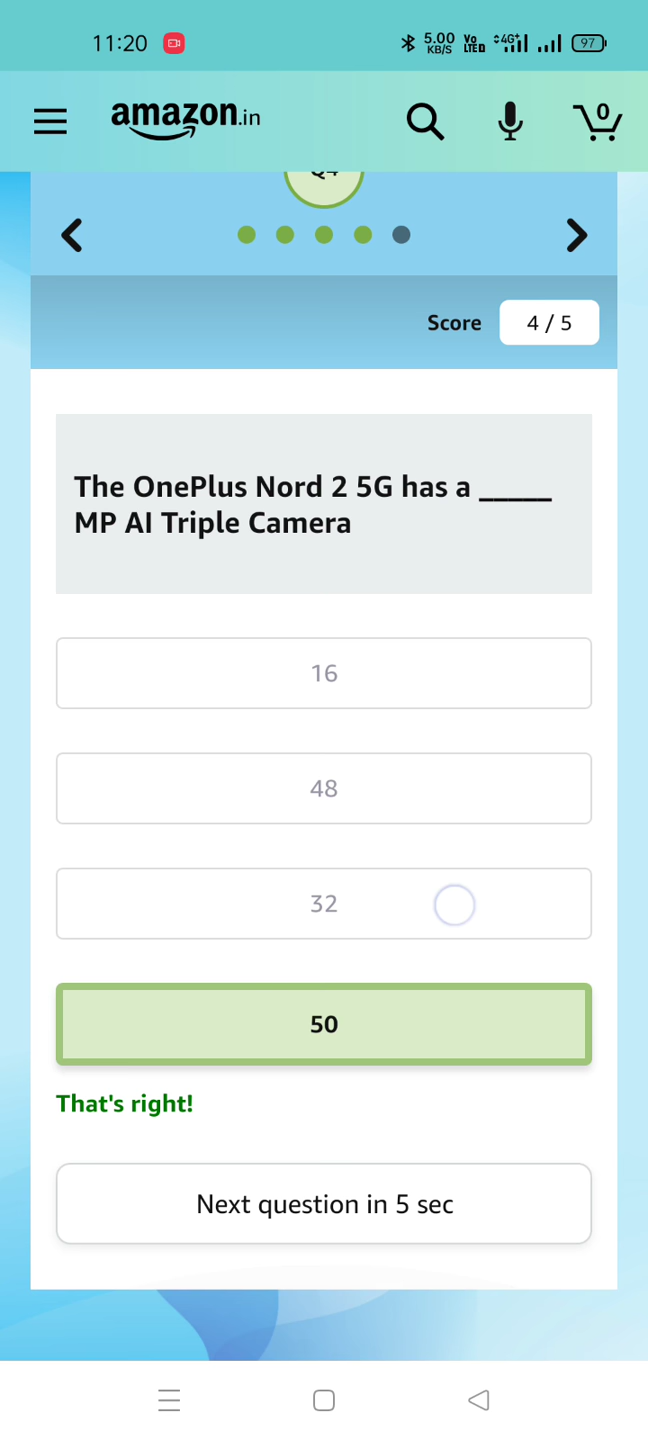 11:20 5.00 KB/S Vo LTE 4G+ 97
amazon.in 0
Q4
Score 4 / 5
The OnePlus Nord 2 5G has a _____
MP AI Triple Camera
16
48
32
50
That's right!
Next question in 5 sec